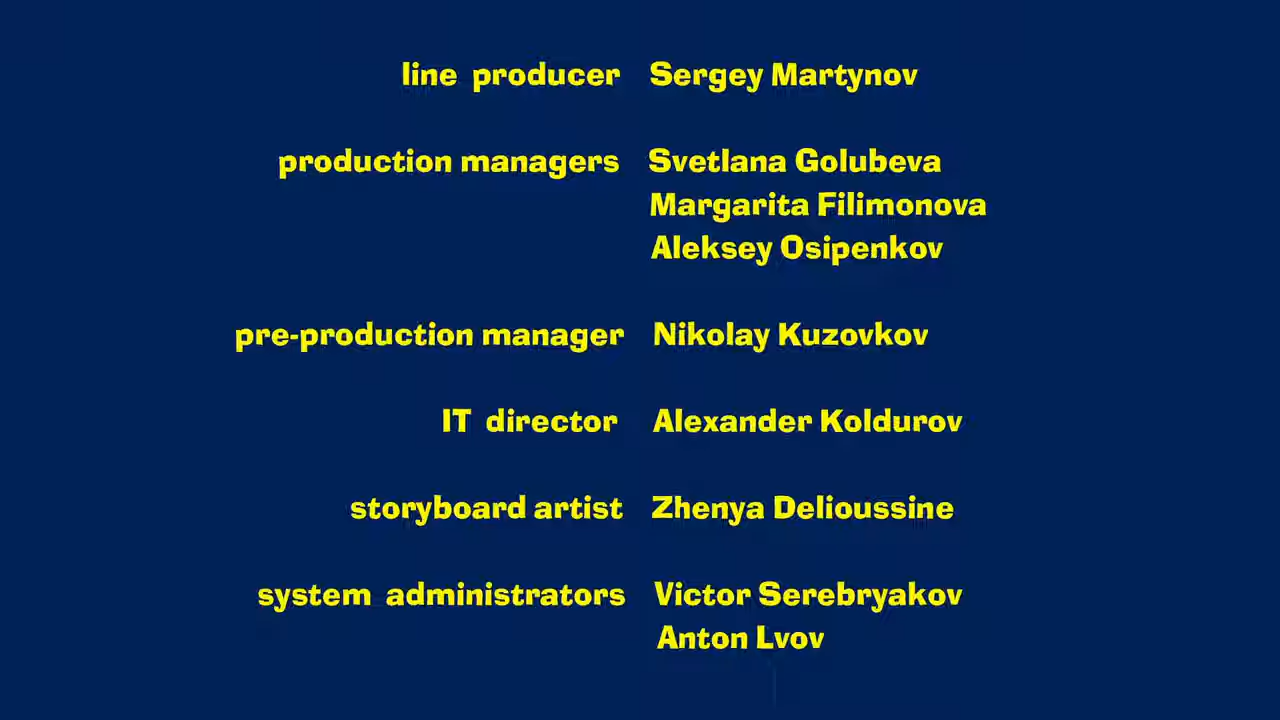 line producer Sergey Martynov
production managers Svetlana Golubeva
Margarita Filimonova
Aleksey Osipenkov
pre-production manager Nikolay Kuzovkov
IT director Alexander Koldurov
storyboard artist Zhenya Delioussine
system administrators Victor Serebryakov
Anton Lvov